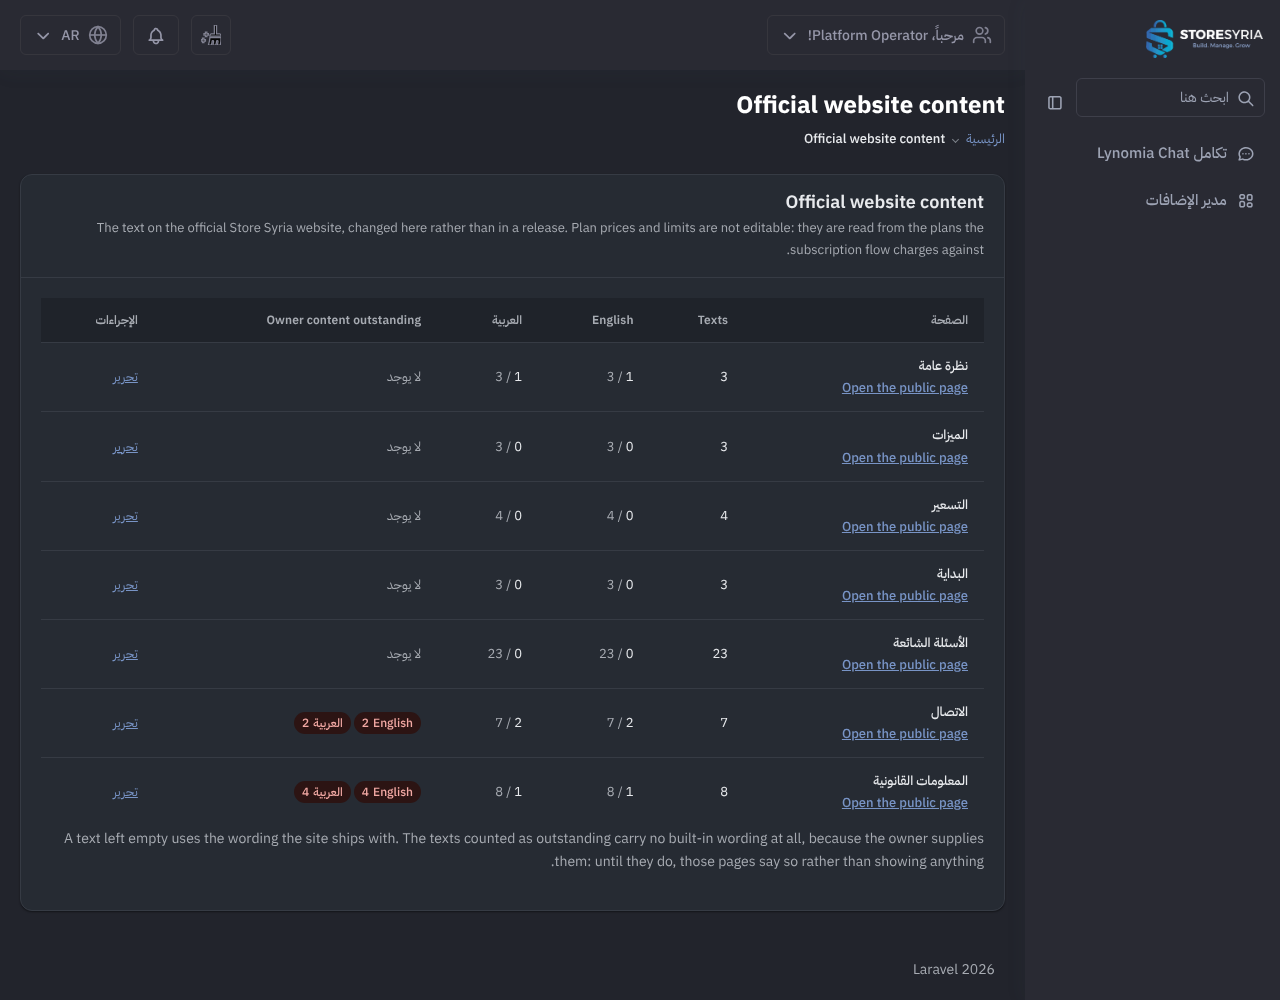 STORESYRIA
Build. Manage. Grow
مرحباً، Platform Operator!
AR
ابحث هنا
تكامل Lynomia Chat
مدير الإضافات
Official website content
الرئيسية
Official website content
Official website content
The text on the official Store Syria website, changed here rather than in a release. Plan prices and limits are not editable: they are read from the plans the
subscription flow charges against.
الصفحة Texts English العربية Owner content outstanding الإجراءات
نظرة عامة
Open the public page
3 1 / 3 1 / 3 لا يوجد تحرير
الميزات
Open the public page
3 0 / 3 0 / 3 لا يوجد تحرير
التسعير
Open the public page
4 0 / 4 0 / 4 لا يوجد تحرير
البداية
Open the public page
3 0 / 3 0 / 3 لا يوجد تحرير
الأسئلة الشائعة
Open the public page
23 0 / 23 0 / 23 لا يوجد تحرير
الاتصال
Open the public page
7 2 / 7 2 / 7 2 English العربية 2 تحرير
المعلومات القانونية
Open the public page
8 1 / 8 1 / 8 4 English العربية 4 تحرير
A text left empty uses the wording the site ships with. The texts counted as outstanding carry no built-in wording at all, because the owner supplies
them: until they do, those pages say so rather than showing anything.
Laravel 2026